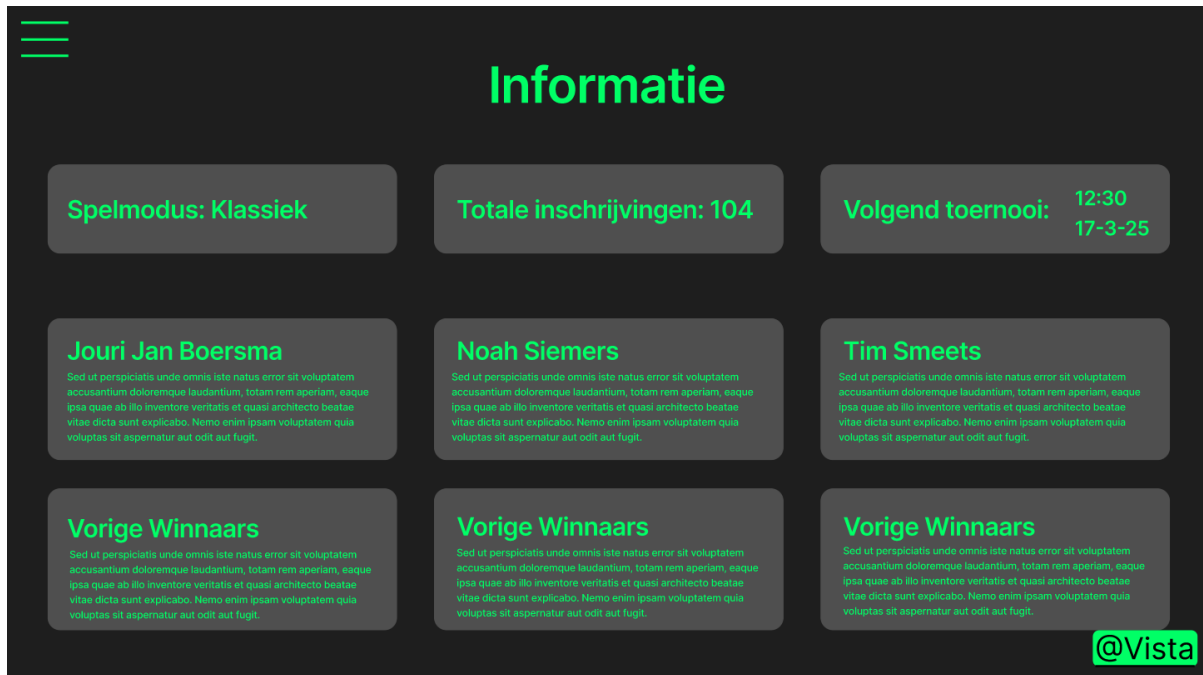 Informatie
Spelmodus: Klassiek
Totale inschrijvingen: 104
Volgend toernooi:
12:30
17-3-25
Jouri Jan Boersma
Sed ut perspiciatis unde omnis iste natus error sit voluptatem
accusantium doloremque laudantium, totam rem aperiam, eaque
ipsa quae ab illo inventore veritatis et quasi architecto beatae
vitae dicta sunt explicabo. Nemo enim ipsam voluptatem quia
voluptas sit aspernatur aut odit aut fugit.
Noah Siemers
Sed ut perspiciatis unde omnis iste natus error sit voluptatem
accusantium doloremque laudantium, totam rem aperiam, eaque
ipsa quae ab illo inventore veritatis et quasi architecto beatae
vitae dicta sunt explicabo. Nemo enim ipsam voluptatem quia
voluptas sit aspernatur aut odit aut fugit.
Tim Smeets
Sed ut perspiciatis unde omnis iste natus error sit voluptatem
accusantium doloremque laudantium, totam rem aperiam, eaque
ipsa quae ab illo inventore veritatis et quasi architecto beatae
vitae dicta sunt explicabo. Nemo enim ipsam voluptatem quia
voluptas sit aspernatur aut odit aut fugit.
Vorige Winnaars
Sed ut perspiciatis unde omnis iste natus error sit voluptatem
accusantium doloremque laudantium, totam rem aperiam, eaque
ipsa quae ab illo inventore veritatis et quasi architecto beatae
vitae dicta sunt explicabo. Nemo enim ipsam voluptatem quia
voluptas sit aspernatur aut odit aut fugit.
Vorige Winnaars
Sed ut perspiciatis unde omnis iste natus error sit voluptatem
accusantium doloremque laudantium, totam rem aperiam, eaque
ipsa quae ab illo inventore veritatis et quasi architecto beatae
vitae dicta sunt explicabo. Nemo enim ipsam voluptatem quia
voluptas sit aspernatur aut odit aut fugit.
Vorige Winnaars
Sed ut perspiciatis unde omnis iste natus error sit voluptatem
accusantium doloremque laudantium, totam rem aperiam, eaque
ipsa quae ab illo inventore veritatis et quasi architecto beatae
vitae dicta sunt explicabo. Nemo enim ipsam voluptatem quia
voluptas sit aspernatur aut odit aut fugit.
@Vista